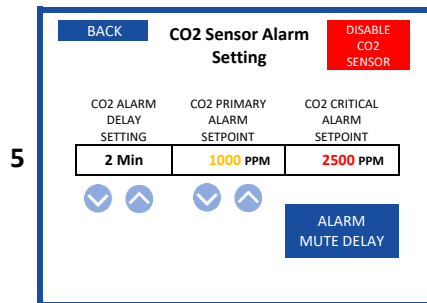 BACK
CO2 Sensor Alarm
Setting
DISABLE
CO2
SENSOR
CO2 ALARM
DELAY
SETTING
CO2 PRIMARY
ALARM
SETPOINT
CO2 CRITICAL
ALARM
SETPOINT
5
2 Min
1000 PPM
2500 PPM
ALARM
MUTE DELAY